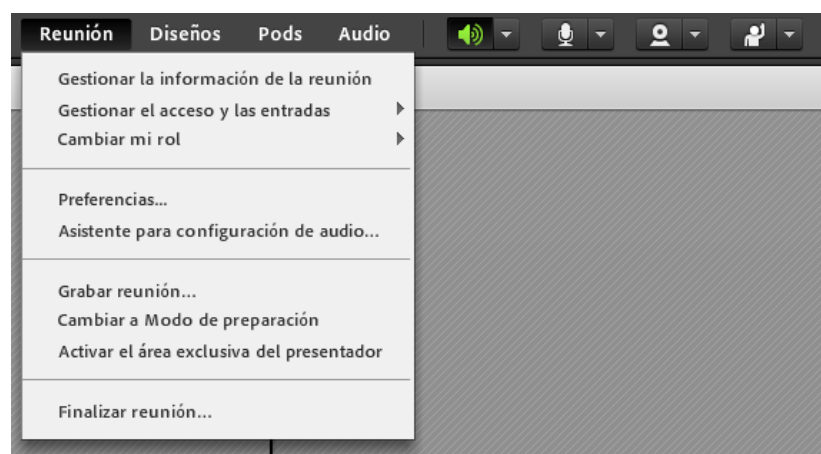 Reunión Diseños Pods Audio
Gestionar la información de la reunión
Gestionar el acceso y las entradas
Cambiar mi rol
Preferencias...
Asistente para configuración de audio...
Grabar reunión...
Cambiar a Modo de preparación
Activar el área exclusiva del presentador
Finalizar reunión...